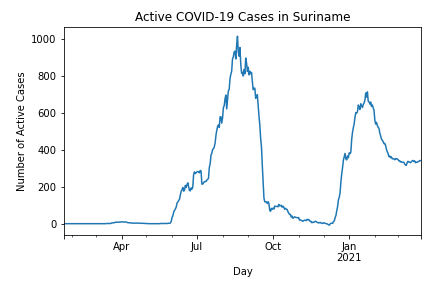 Active COVID-19 Cases in Suriname
1000
800
600
400
200
0
Number of Active Cases
Apr
Jul
Oct
Jan
2021
Day